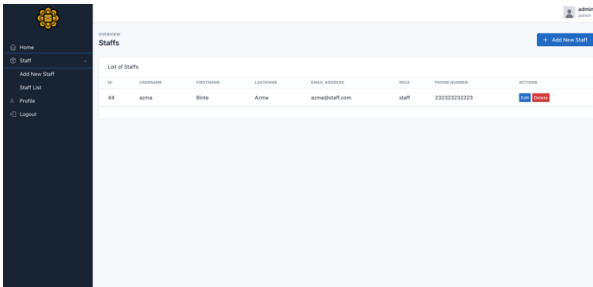 admin
admin
Home
Staff
Add New Staff
Staff List
Profile
Logout
OVERVIEW
Staffs
+ Add New Staff
List of Staffs
ID USERNAME FIRSTNAME LASTNAME EMAIL ADDRESS ROLE PHONE NUMBER ACTIONS
44 azma Binte Azma azma@staff.com staff 232323232323 Edit Delete